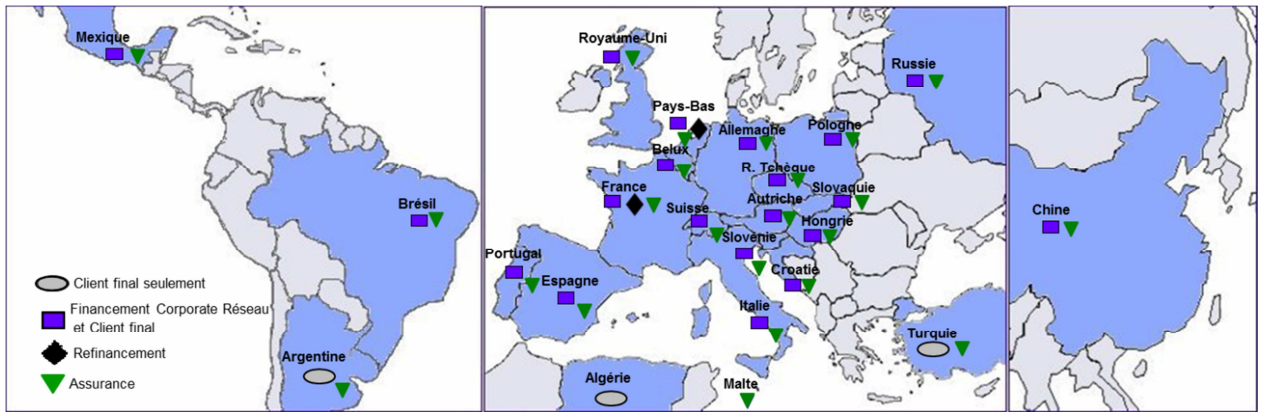 Mexique
Brésil
Argentine
Client final seulement
Financement Corporate Réseau
et Client final
Refinancement
Assurance
Royaume-Uni
Russie
Pays-Bas
Allemaghe
Pologne
Belux
R. Tchèque
France
Slovaquie
Autriche
Suisse
Hongrie
Slovénie
Portugal
Croatie
Espagne
Italie
Turquie
Algérie
Malte
Chine